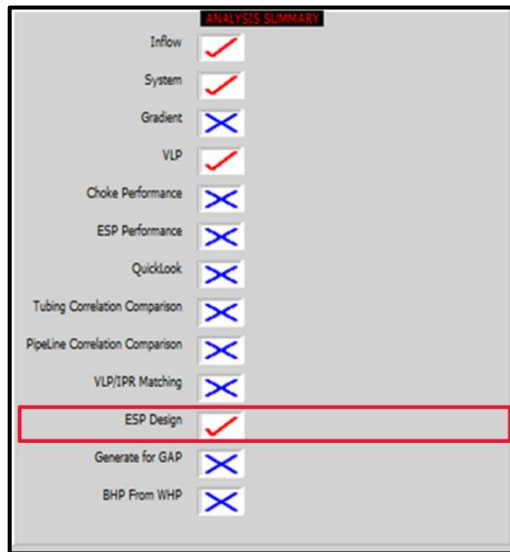 ANALYSIS SUMMARY
Inflow
System
Gradient
VLP
Choke Performance
ESP Performance
QuickLook
Tubing Correlation Comparison
PipeLine Correlation Comparison
VLP/IPR Matching
ESP Design
Generate for GAP
BHP From WHP